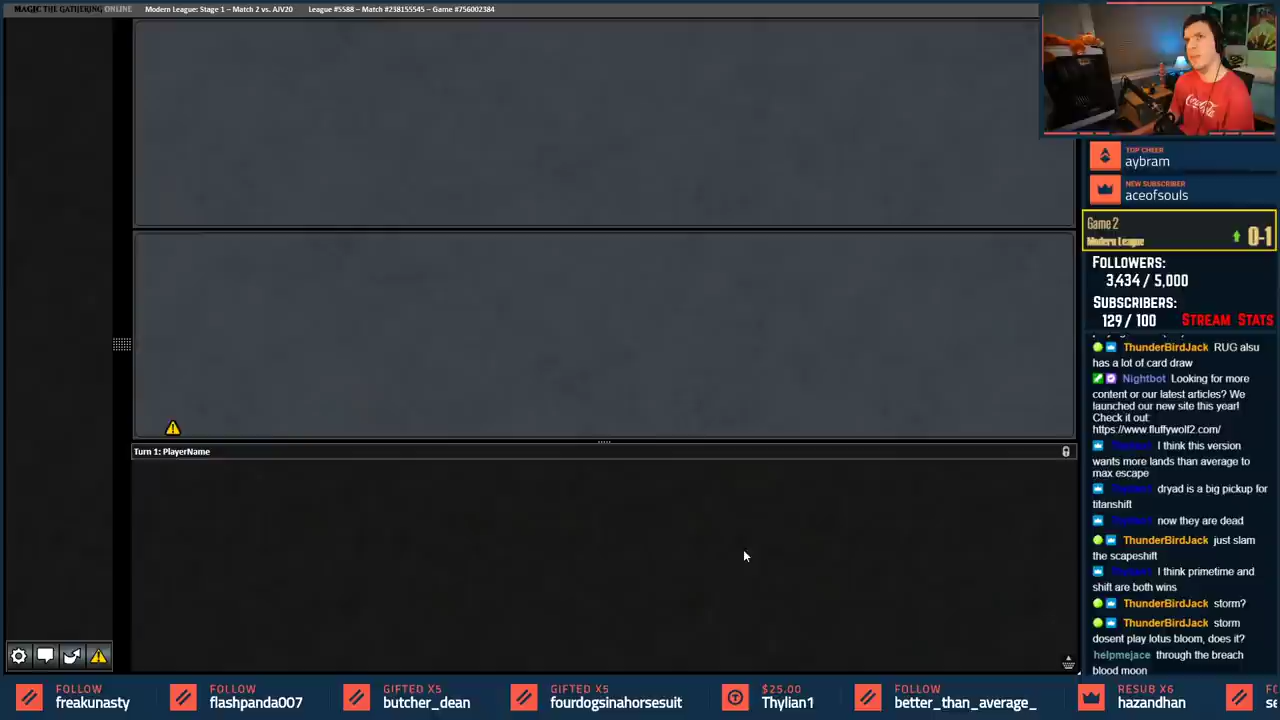 MAGIC THE GATHERING ONLINE Modern League: Stage 1 – Match 2 vs. AJV20 League #5588 – Match #238155545 – Game #756002384
Coca-Cola
TOP CHEER
aybram
NEW SUBSCRIBER
aceofsouls
Game 2
Modern League
0-1
FOLLOWERS:
3,434 / 5,000
SUBSCRIBERS:
129 / 100 STREAM STATS
ThunderBirdJack RUG alsu
has a lot of card draw
Nightbot Looking for more
content or our latest articles? We
launched our new site this year!
Check it out:
https://www.fluffywolf2.com/
I think this version
wants more lands than average to
max escape
dryad is a big pickup for
titanshift
now they are dead
ThunderBirdJack just slam
the scapeshift
I think primetime and
shift are both wins
ThunderBirdJack storm?
ThunderBirdJack storm
dosent play lotus bloom, does it?
helpmejace through the breach
blood moon
Turn 1: PlayerName
FOLLOW
freakunasty
FOLLOW
flashpanda007
GIFTED X5
butcher_dean
GIFTED X5
fourdogsinahorsesuit
$25.00
Thylian1
FOLLOW
better_than_average_
RESUB X6
hazandhan